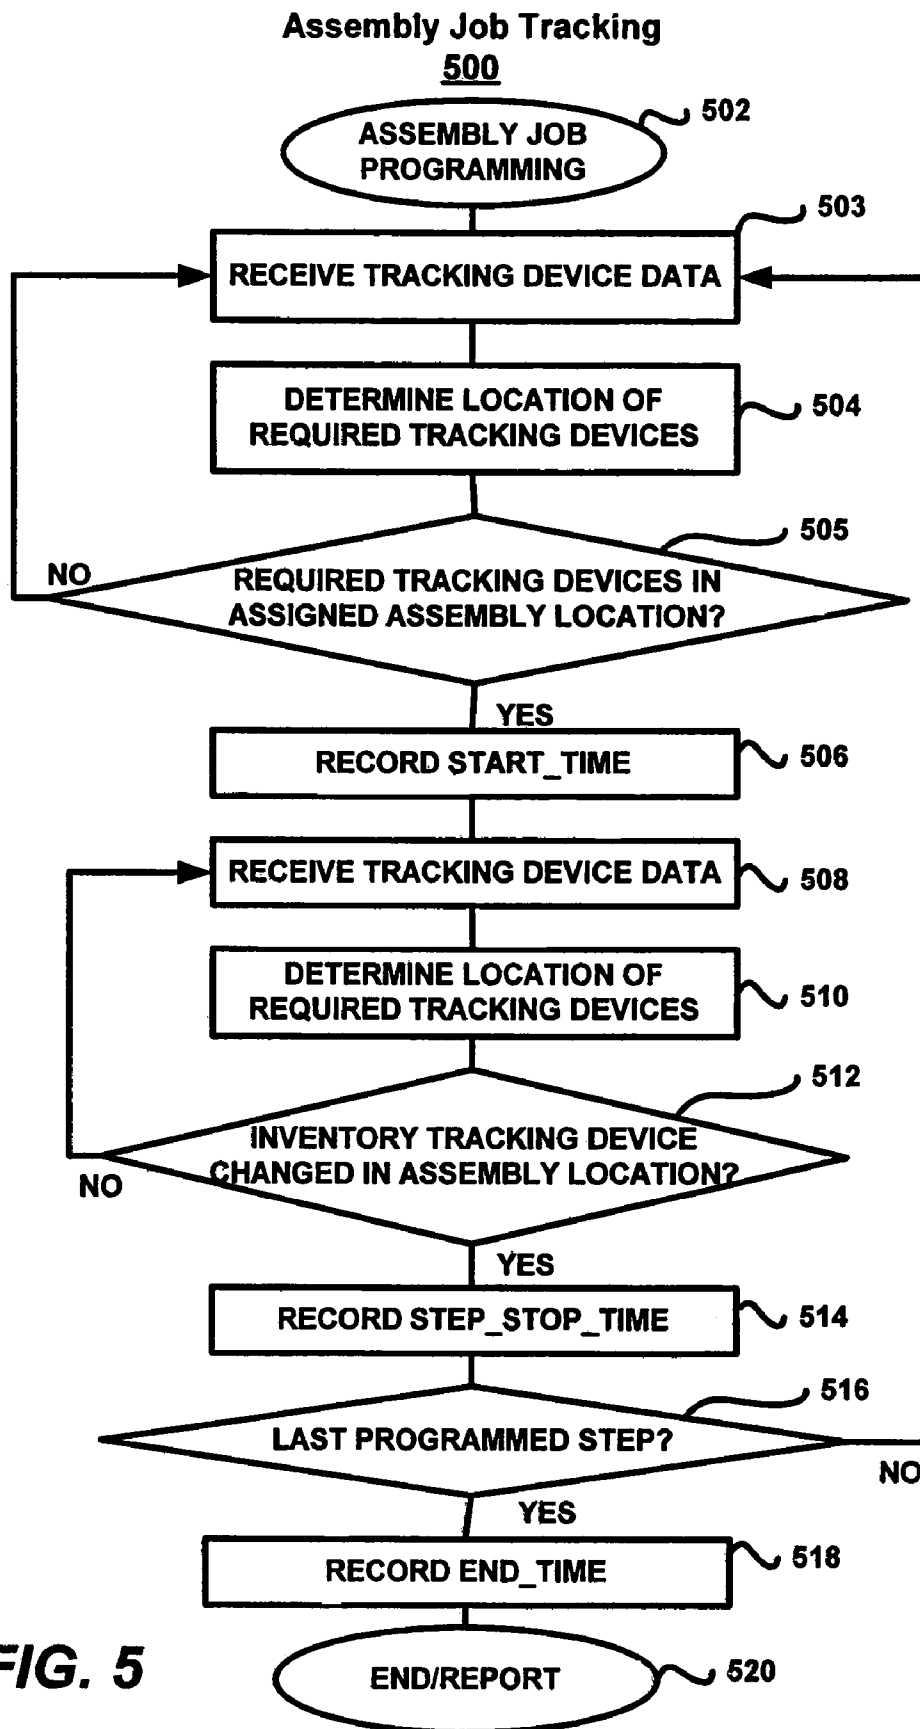 Assembly Job Tracking
500
502
ASSEMBLY JOB
PROGRAMMING
503
RECEIVE TRACKING DEVICE DATA
DETERMINE LOCATION OF
REQUIRED TRACKING DEVICES
504
505
NO
REQUIRED TRACKING DEVICES IN
ASSIGNED ASSEMBLY LOCATION?
YES
RECORD START_TIME
506
RECEIVE TRACKING DEVICE DATA
508
DETERMINE LOCATION OF
REQUIRED TRACKING DEVICES
510
512
INVENTORY TRACKING DEVICE
CHANGED IN ASSEMBLY LOCATION?
NO
YES
RECORD STEP_STOP_TIME
514
516
LAST PROGRAMMED STEP?
NO
YES
RECORD END_TIME
518
END/REPORT
520
FIG. 5